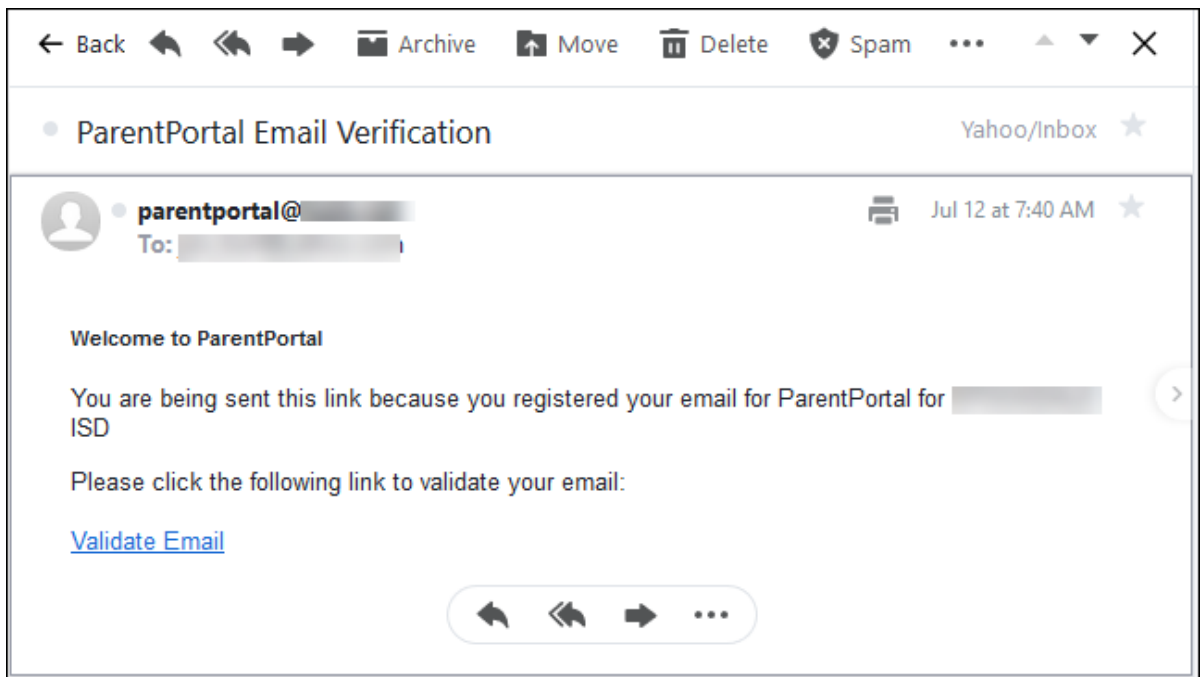 Back Archive Move Delete Spam
ParentPortal Email Verification Yahoo/Inbox
parentportal@ Jul 12 at 7:40 AM
To:
Welcome to ParentPortal
You are being sent this link because you registered your email for ParentPortal for
ISD
Please click the following link to validate your email:
Validate Email